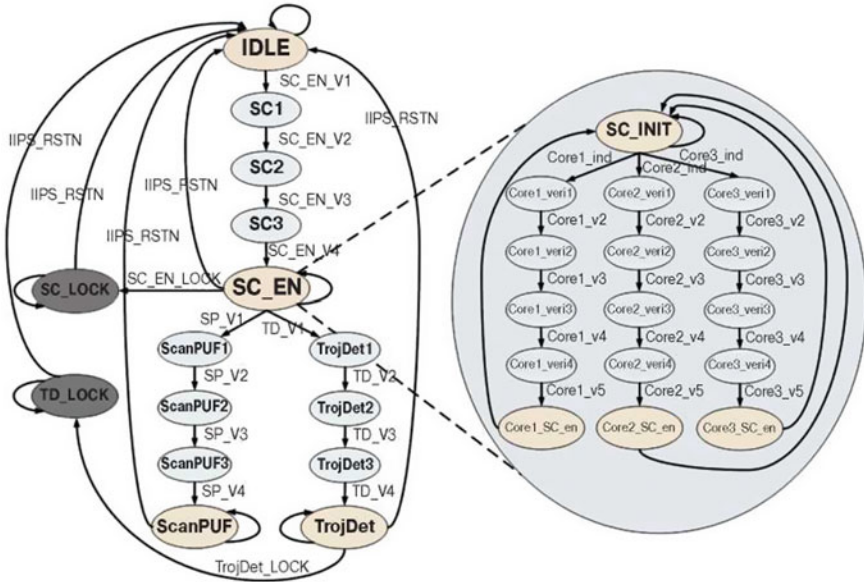 IDLE
SC_EN_V1
SC1
IIPS_RSTN
SC_EN_V2
IIPS_RSTN
SC2
IIPS_RSTN
IIPS_RSTN
SC_EN_V3
SC3
IIPS_RSTN
SC_EN_V4
SC_LOCK
SC_EN_LOCK
SC_EN
SP_V1
TD_V1
ScanPUF1
TrojDet1
SP_V2
TD_V2
TD_LOCK
ScanPUF2
TrojDet2
SP_V3
TD_V3
ScanPUF3
TrojDet3
SP_V4
TD_V4
ScanPUF
TrojDet
TrojDet_LOCK
SC_INIT
Core1_ind
Core2_ind
Core3_ind
Core1_veri1
Core2_veri1
Core3_veri1
Core1_v2
Core2_v2
Core3_v2
Core1_veri2
Core2_veri2
Core3_veri2
Core1_v3
Core2_v3
Core3_v3
Core1_veri3
Core2_veri3
Core3_veri3
Core1_v4
Core2_v4
Core3_v4
Core1_veri4
Core2_veri4
Core3_veri4
Core1_v5
Core2_v5
Core3_v5
Core1_SC_en
Core2_SC_en
Core3_SC_en